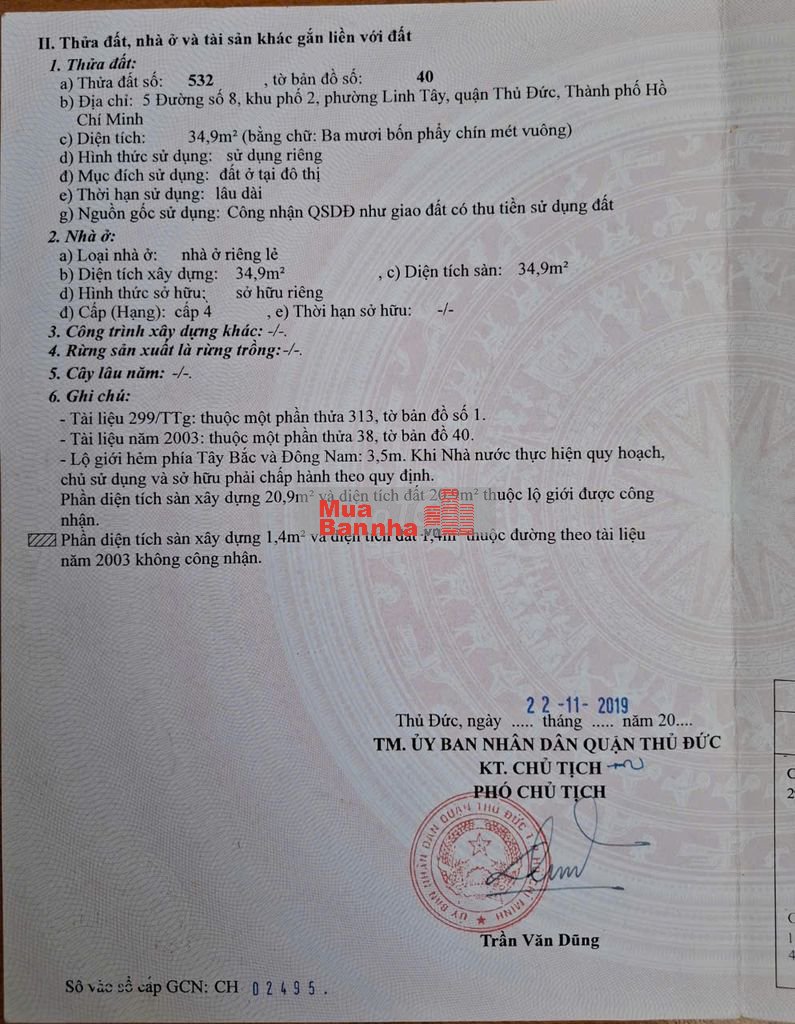 II. Thửa đất, nhà ở và tài sản khác gắn liền với đất
1. Thửa đất:
a) Thửa đất số: 532 , tờ bản đồ số: 40
b) Địa chỉ: 5 Đường số 8, khu phố 2, phường Linh Tây, quận Thủ Đức, Thành phố Hồ
Chí Minh
c) Diện tích: 34,9m² (bằng chữ: Ba mươi bốn phẩy chín mét vuông)
d) Hình thức sử dụng: sử dụng riêng
đ) Mục đích sử dụng: đất ở tại đô thị
e) Thời hạn sử dụng: lâu dài
g) Nguồn gốc sử dụng: Công nhận QSDĐ như giao đất có thu tiền sử dụng đất
2. Nhà ở:
a) Loại nhà ở: nhà ở riêng lẻ
b) Diện tích xây dựng: 34,9m² , c) Diện tích sàn: 34,9m²
d) Hình thức sở hữu: sở hữu riêng
đ) Cấp (Hạng): cấp 4 , e) Thời hạn sở hữu: -/-
3. Công trình xây dựng khác: -/-.
4. Rừng sản xuất là rừng trồng:-/-.
5. Cây lâu năm: -/-.
6. Ghi chú:
- Tài liệu 299/TTg: thuộc một phần thửa 313, tờ bản đồ số 1.
- Tài liệu năm 2003: thuộc một phần thửa 38, tờ bản đồ 40.
- Lộ giới hẻm phía Tây Bắc và Đông Nam: 3,5m. Khi Nhà nước thực hiện quy hoạch,
chủ sử dụng và sở hữu phải chấp hành theo quy định.
Phần diện tích sàn xây dựng 20,9m² và diện tích đất 20,9m² thuộc lộ giới được công
nhận.
Mua
Bannha.vn
Phần diện tích sàn xây dựng 1,4m² và diện tích đất 1,4m² thuộc đường theo tài liệu
năm 2003 không công nhận.
22-11-2019
Thủ Đức, ngày ..... tháng ..... năm 20....
TM. ỦY BAN NHÂN DÂN QUẬN THỦ ĐỨC
KT. CHỦ TỊCH
PHÓ CHỦ TỊCH
ỦY BAN NHÂN DÂN QUẬN THỦ ĐỨC
Trần Văn Dũng
Số vào sổ cấp GCN: CH 02495.